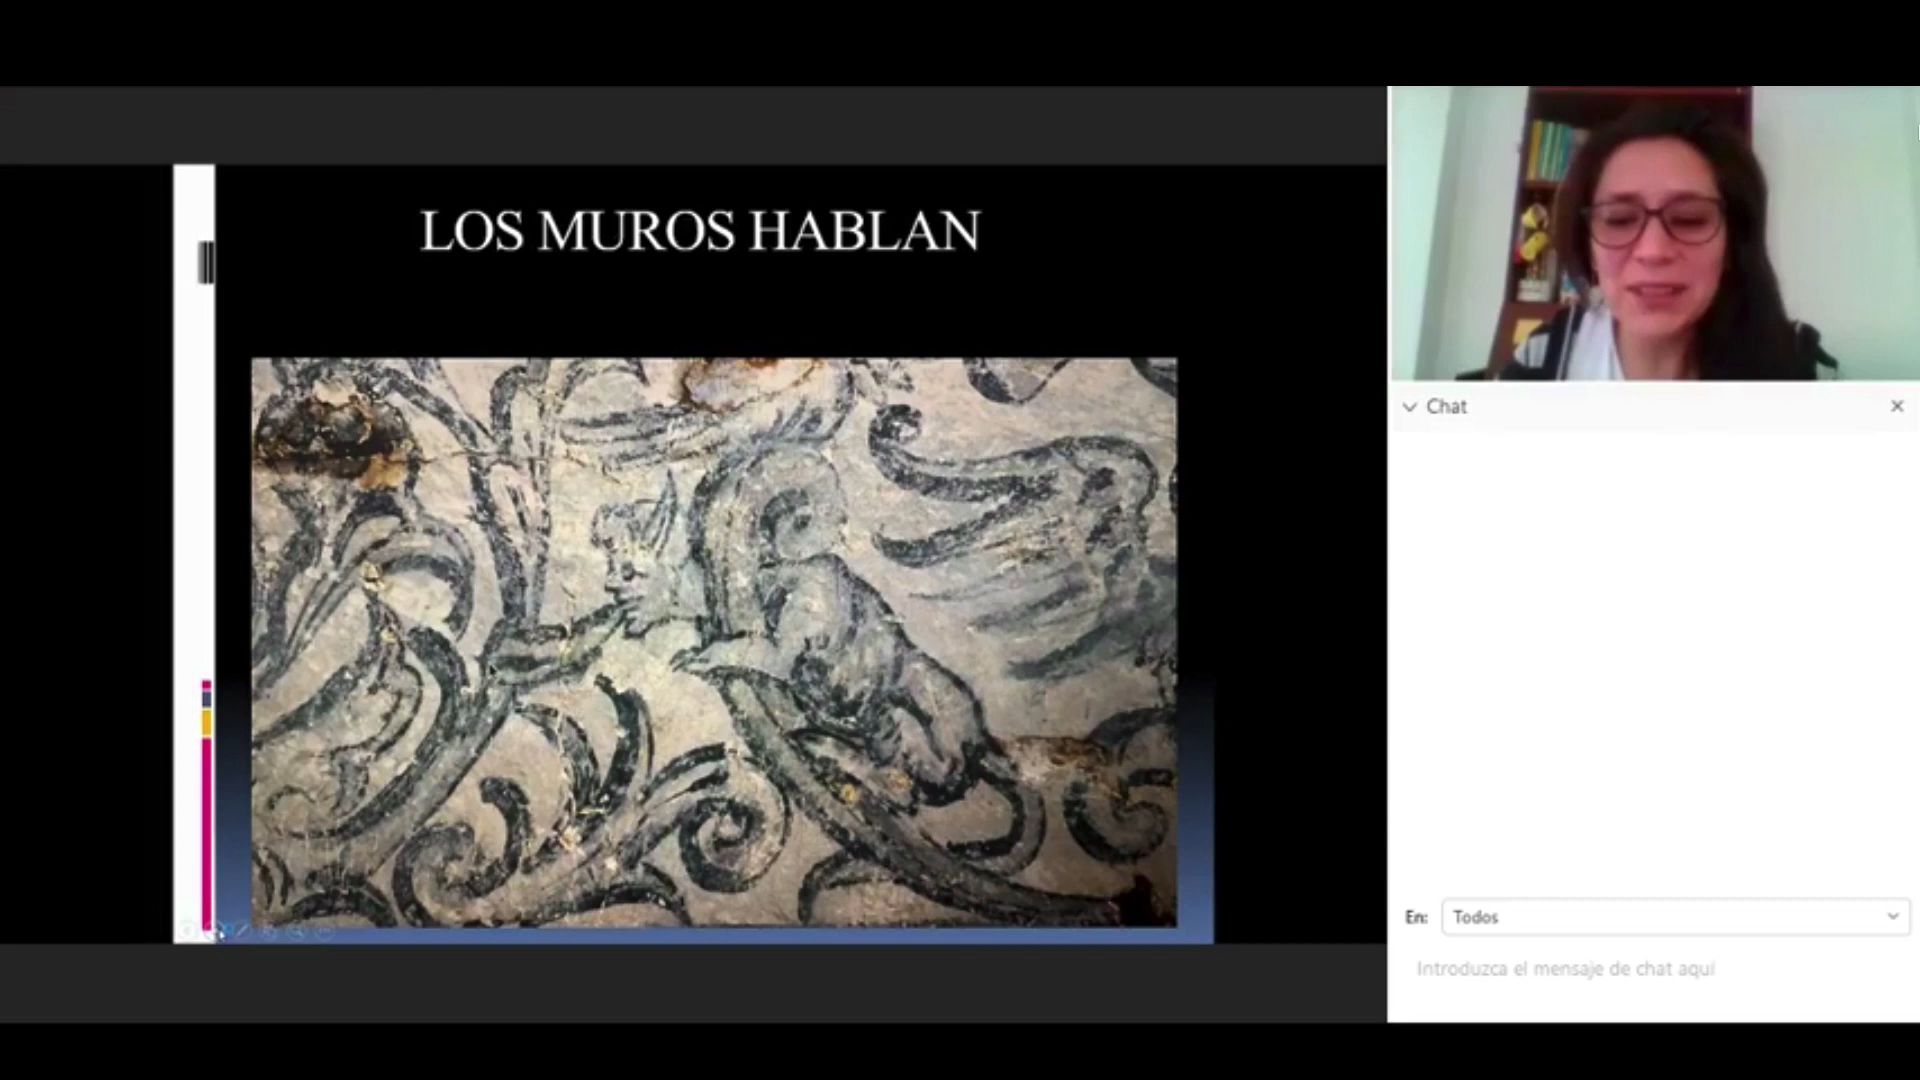 LOS MUROS HABLAN
Chat
En: Todos
Introduzca el mensaje de chat aquí